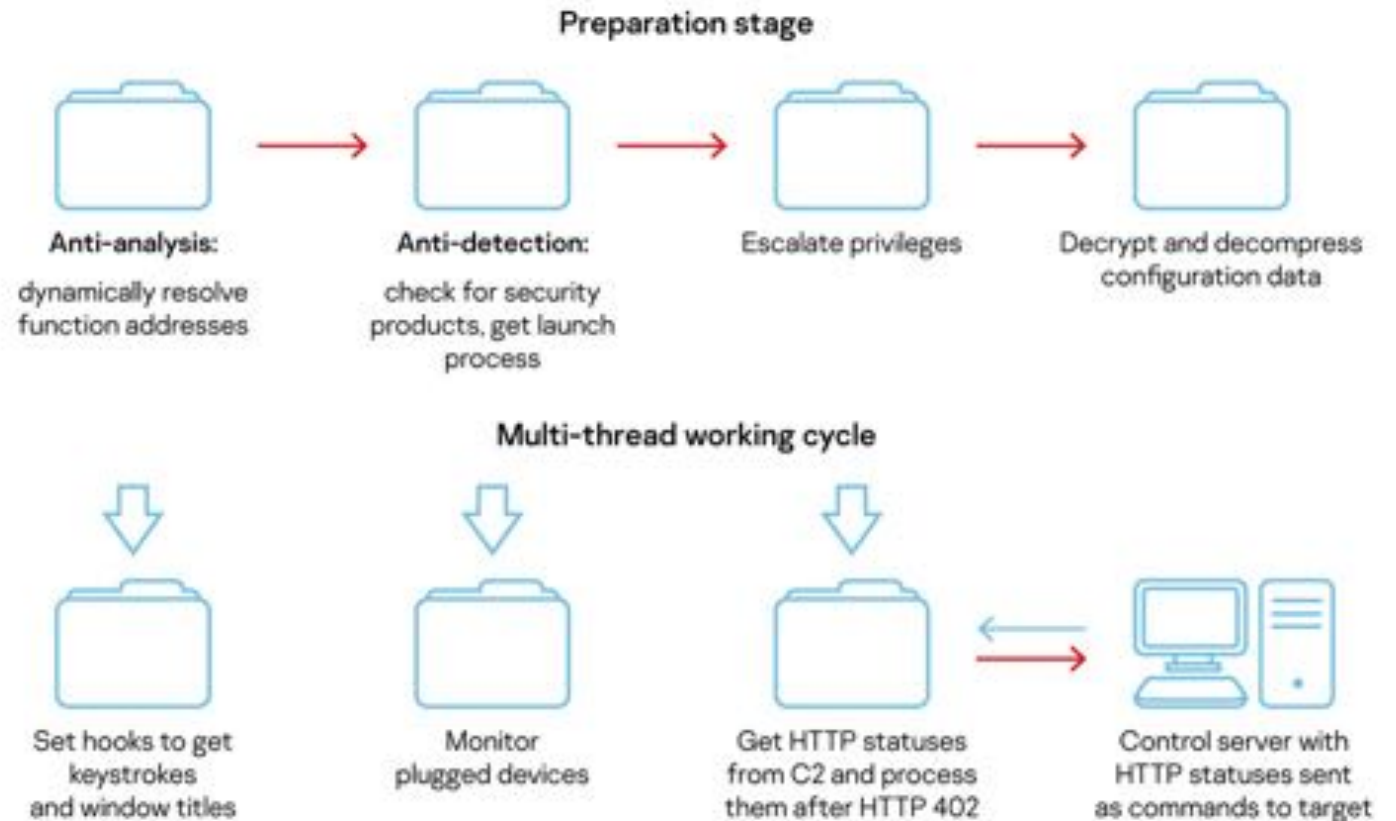 Preparation stage
Anti-analysis:
dynamically resolve
function addresses
Anti-detection:
check for security
products, get launch
process
Escalate privileges
Decrypt and decompress
configuration data
Multi-thread working cycle
Set hooks to get
keystrokes
and window titles
Monitor
plugged devices
Get HTTP statuses
from C2 and process
them after HTTP 402
Control server with
HTTP statuses sent
as commands to target